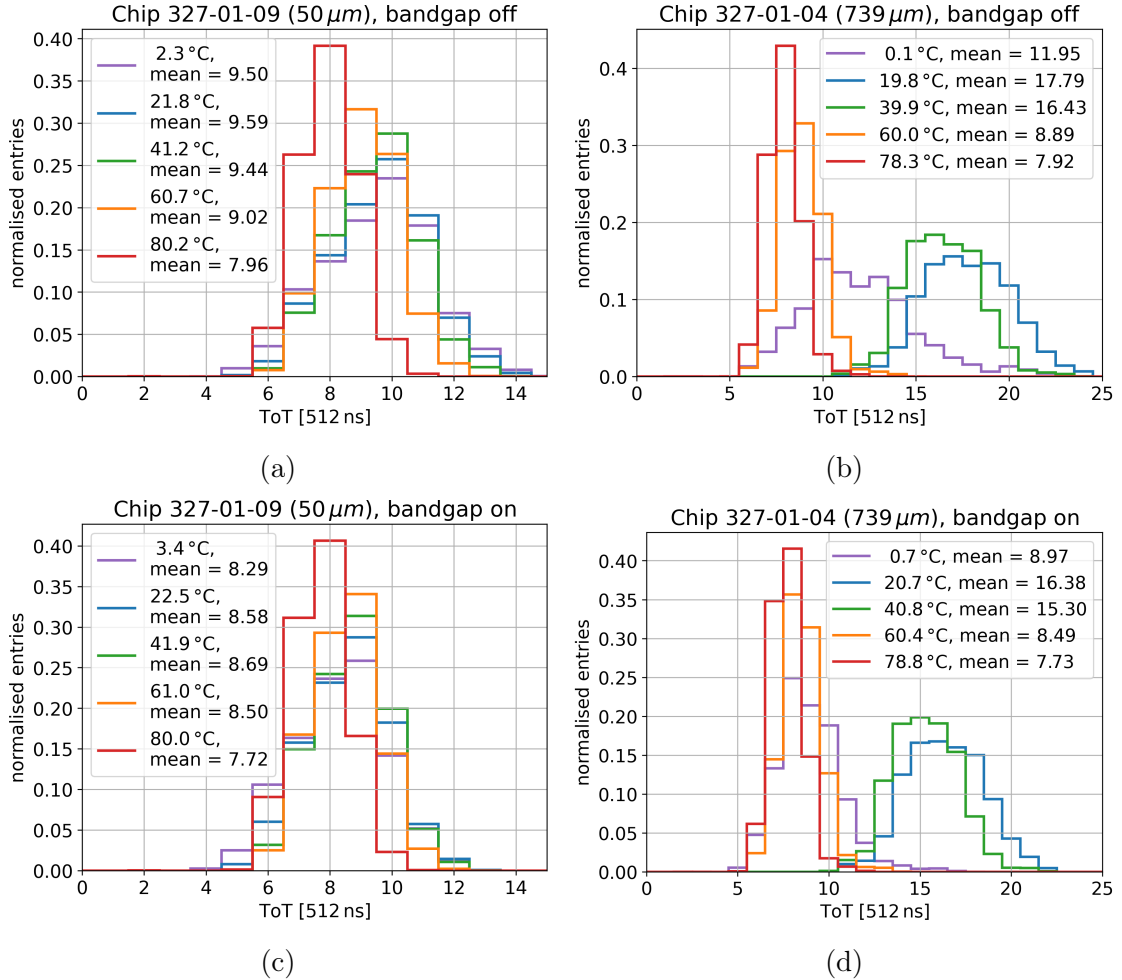 Chip 327-01-09 (50 μm), bandgap off
normalised entries
0.40
0.35
0.30
0.25
0.20
0.15
0.10
0.05
0.00
2.3 °C,
mean = 9.50
21.8 °C,
mean = 9.59
41.2 °C,
mean = 9.44
60.7 °C,
mean = 9.02
80.2 °C,
mean = 7.96
0 2 4 6 8 10 12 14
ToT [512 ns]
(a)
Chip 327-01-04 (739 μm), bandgap off
normalised entries
0.4
0.3
0.2
0.1
0.0
0.1 °C, mean = 11.95
19.8 °C, mean = 17.79
39.9 °C, mean = 16.43
60.0 °C, mean = 8.89
78.3 °C, mean = 7.92
0 5 10 15 20 25
ToT [512 ns]
(b)
Chip 327-01-09 (50 μm), bandgap on
normalised entries
0.40
0.35
0.30
0.25
0.20
0.15
0.10
0.05
0.00
3.4 °C,
mean = 8.29
22.5 °C,
mean = 8.58
41.9 °C,
mean = 8.69
61.0 °C,
mean = 8.50
80.0 °C,
mean = 7.72
0 2 4 6 8 10 12 14
ToT [512 ns]
(c)
Chip 327-01-04 (739 μm), bandgap on
normalised entries
0.40
0.35
0.30
0.25
0.20
0.15
0.10
0.05
0.00
0.7 °C, mean = 8.97
20.7 °C, mean = 16.38
40.8 °C, mean = 15.30
60.4 °C, mean = 8.49
78.8 °C, mean = 7.73
0 5 10 15 20 25
ToT [512 ns]
(d)